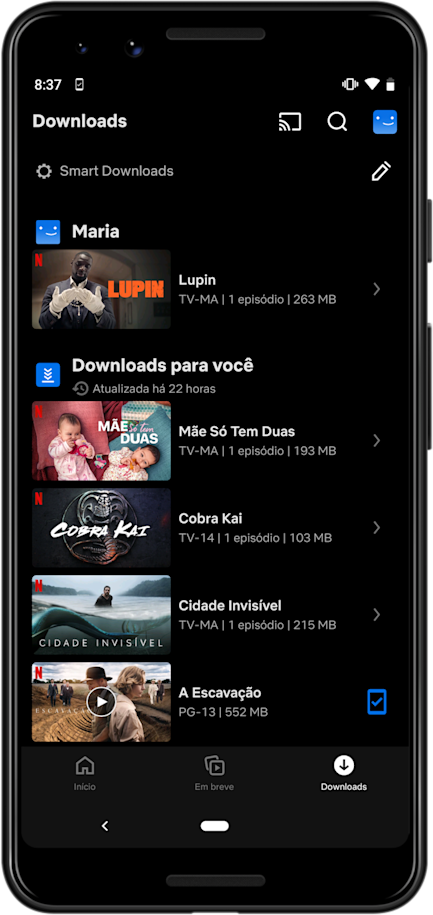 8:37
Downloads
Smart Downloads
Maria
N
LUPIN
Lupin
TV-MA | 1 episódio | 263 MB
Downloads para você
Atualizada há 22 horas
N
MÃE Só tem
DUAS
Mãe Só Tem Duas
TV-MA | 1 episódio | 193 MB
N
COBRA KAI
Cobra Kai
TV-14 | 1 episódio | 103 MB
N
CIDADE INVISÍVEL
Cidade Invisível
TV-MA | 1 episódio | 215 MB
N
ESCAVAÇÃO
A Escavação
PG-13 | 552 MB
Início
Em breve
Downloads